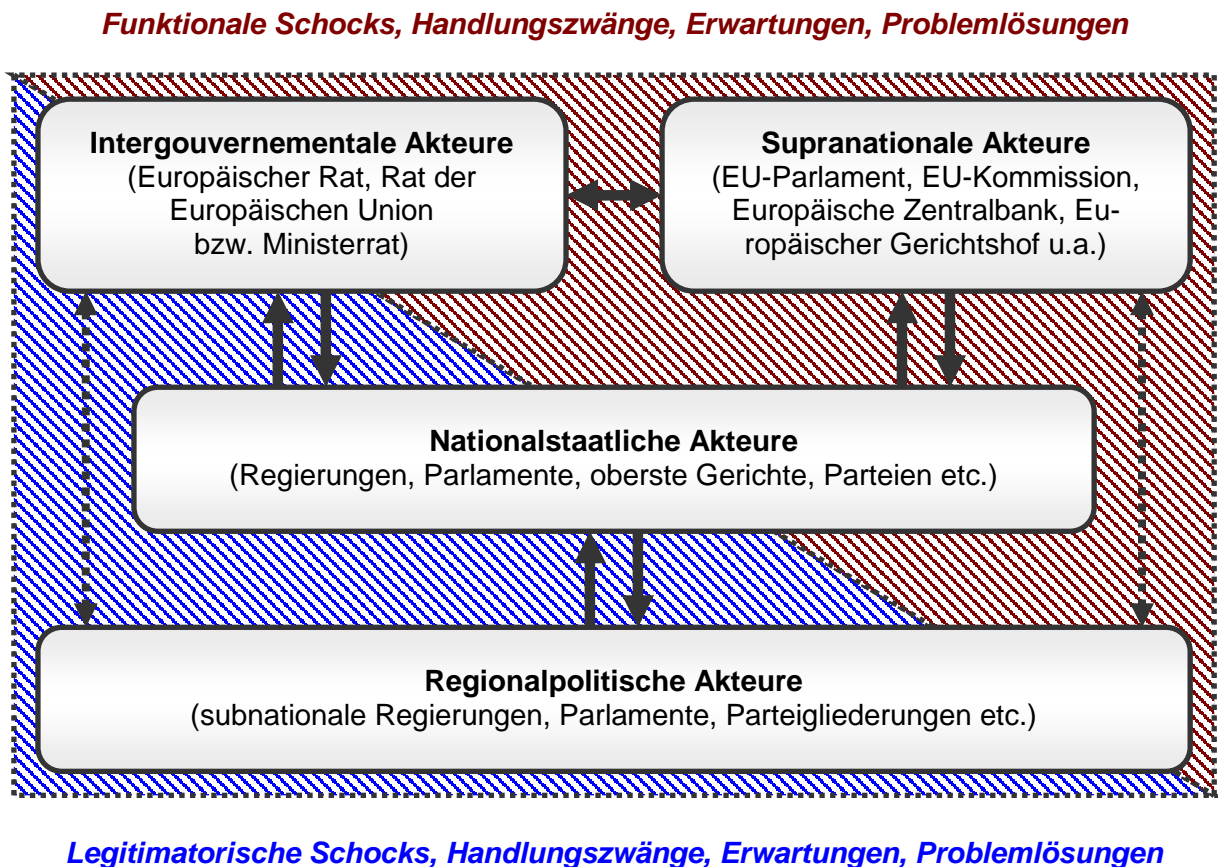 Funktionale Schocks, Handlungszwänge, Erwartungen, Problemlösungen
Intergouvernementale Akteure
(Europäischer Rat, Rat der
Europäischen Union
bzw. Ministerrat)
Supranationale Akteure
(EU-Parlament, EU-Kommission,
Europäische Zentralbank, Eu-
ropäischer Gerichtshof u.a.)
Nationalstaatliche Akteure
(Regierungen, Parlamente, oberste Gerichte, Parteien etc.)
Regionalpolitische Akteure
(subnationale Regierungen, Parlamente, Parteigliederungen etc.)
Legitimatorische Schocks, Handlungszwänge, Erwartungen, Problemlösungen